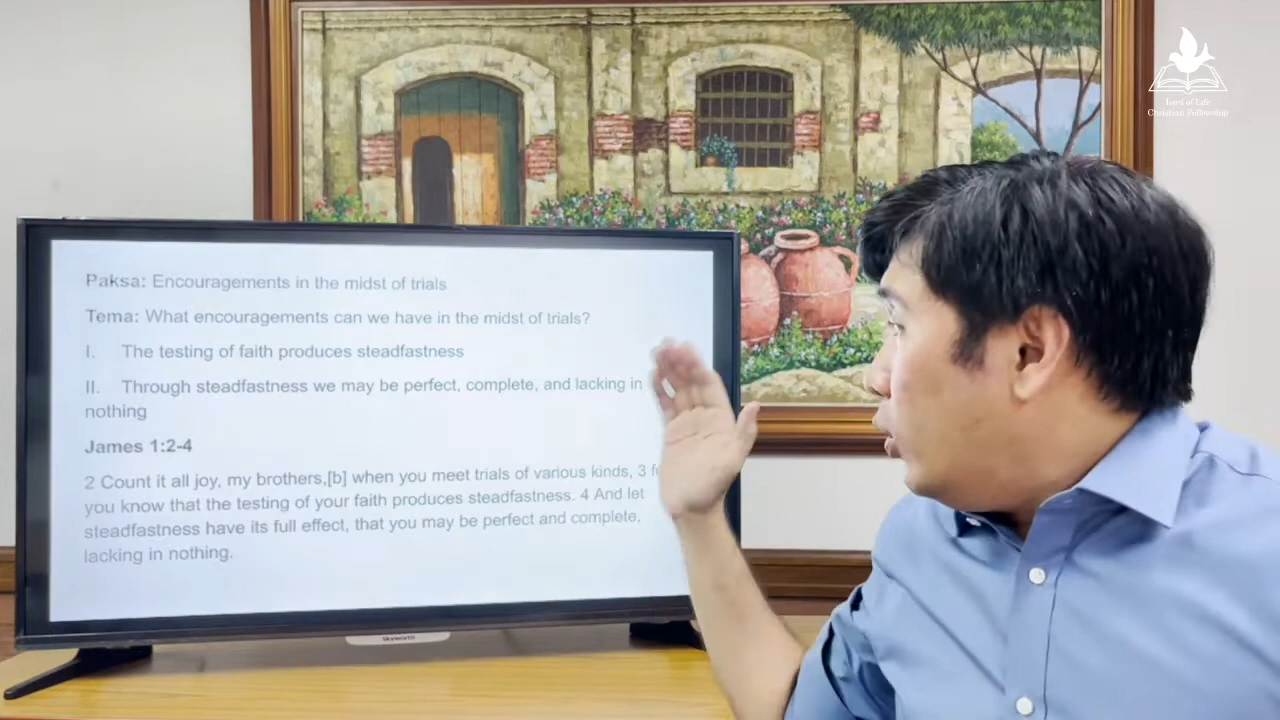 Lord of Life
Christian Fellowship
Paksa: Encouragements in the midst of trials
Tema: What encouragements can we have in the midst of trials?
I. The testing of faith produces steadfastness
II. Through steadfastness we may be perfect, complete, and lacking in
nothing
James 1:2-4
2 Count it all joy, my brothers,[b] when you meet trials of various kinds, 3
you know that the testing of your faith produces steadfastness. 4 And let
steadfastness have its full effect, that you may be perfect and complete,
lacking in nothing.
Skyworth